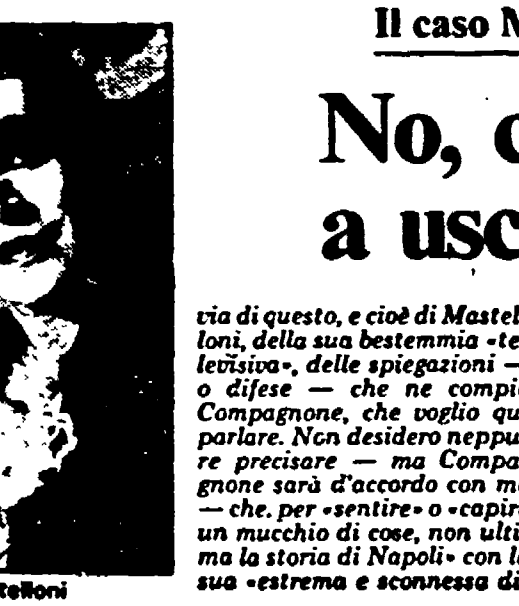 Il caso M
No, c
a usc
via di questo, e cioè di Mastel
loni, della sua bestemmia «te
levisiva», delle spiegazioni —
o difese — che ne compi
Compagnone, che voglio qu
parlare. Non desidero neppu
re precisare — ma Compa
gnone sarà d'accordo con m
— che. per «sentire» o «capir
un mucchio di cose, non ulti
ma la storia di Napoli» con l
sua «estrema e sconnessa di
telloni